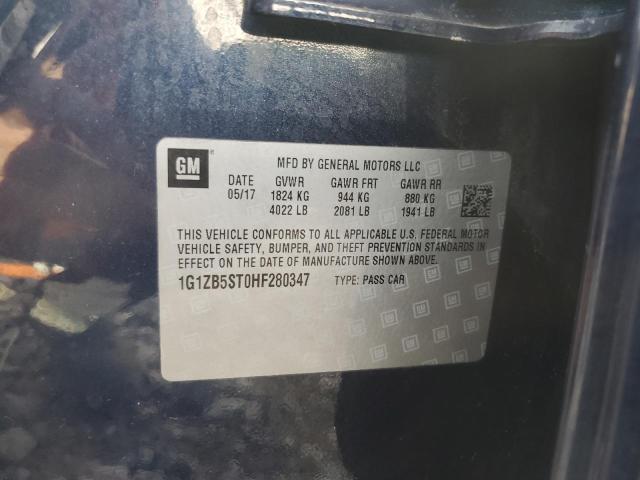 GM
MFD BY GENERAL MOTORS LLC
DATE GVWR GAWR FRT GAWR RR
05/17 1824 KG 944 KG 880 KG
4022 LB 2081 LB 1941 LB
THIS VEHICLE CONFORMS TO ALL APPLICABLE U.S. FEDERAL MOTOR
VEHICLE SAFETY, BUMPER, AND THEFT PREVENTION STANDARDS IN
EFFECT ON THE DATE OF MANUFACTURE SHOWN ABOVE.
1G1ZB5ST0HF280347 TYPE: PASS CAR